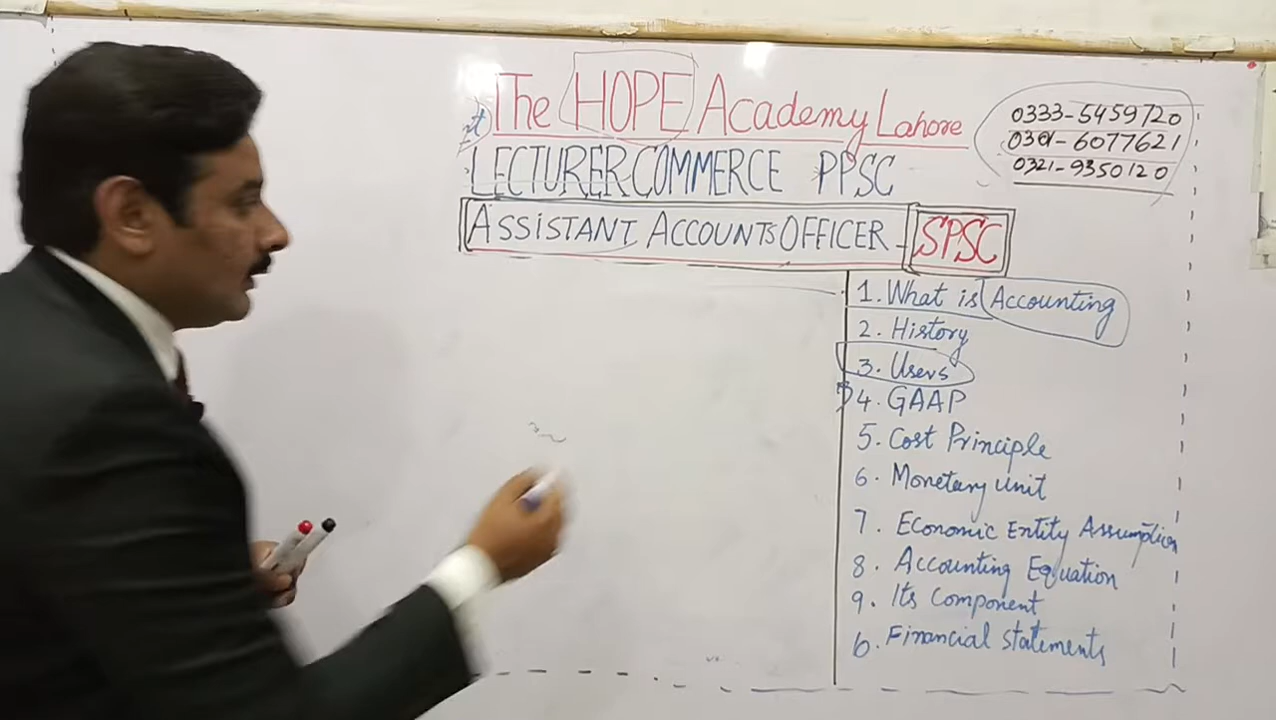 The HOPE Academy Lahore
0333-5459720
0301-6077621
0321-9350120
LECTURER COMMERCE PPSC
ASSISTANT ACCOUNTS OFFICER - SPSC
1. What is Accounting
2. History
3. Users
4. GAAP
5. Cost Principle
6. Monetary unit
7. Economic Entity Assumption
8. Accounting Equation
9. Its Component
10. Financial statements